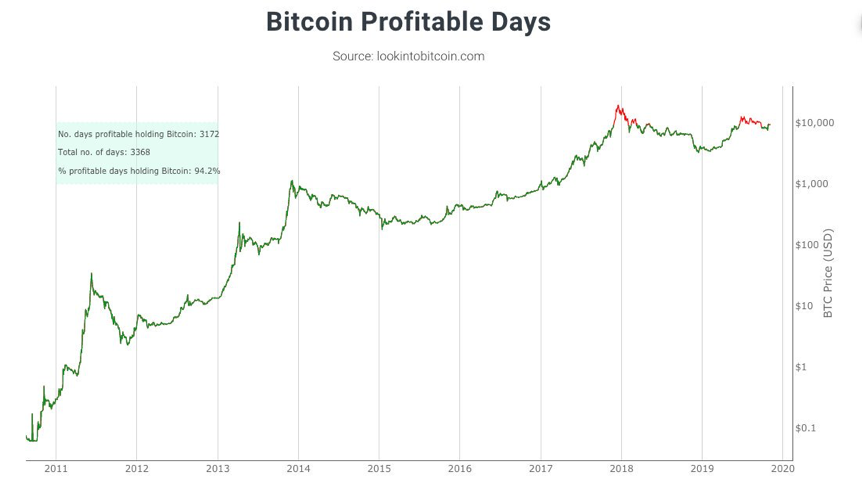 Bitcoin Profitable Days
Source: lookintobitcoin.com
No. days profitable holding Bitcoin: 3172
Total no. of days: 3368
% profitable days holding Bitcoin: 94.2%
$10,000
$1,000
$100
$10
$1
$0.1
BTC Price (USD)
2011 2012 2013 2014 2015 2016 2017 2018 2019 2020